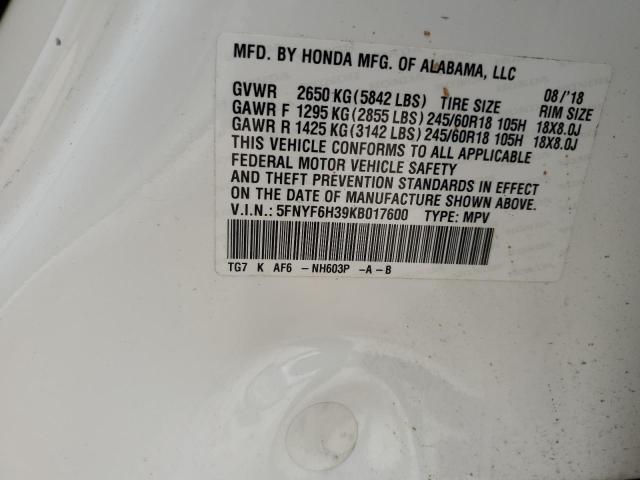 MFD. BY HONDA MFG. OF ALABAMA, LLC
GVWR 2650 KG(5842 LBS) TIRE SIZE 08/'18 RIM SIZE
GAWR F 1295 KG(2855 LBS) 245/60R18 105H 18X8.0J
GAWR R 1425 KG(3142 LBS) 245/60R18 105H 18X8.0J
THIS VEHICLE CONFORMS TO ALL APPLICABLE
FEDERAL MOTOR VEHICLE SAFETY
AND THEFT PREVENTION STANDARDS IN EFFECT
ON THE DATE OF MANUFACTURE SHOWN ABOVE.
V.I.N.: 5FNYF6H39KB017600 TYPE: MPV
TG7 K AF6 -NH603P -A-B